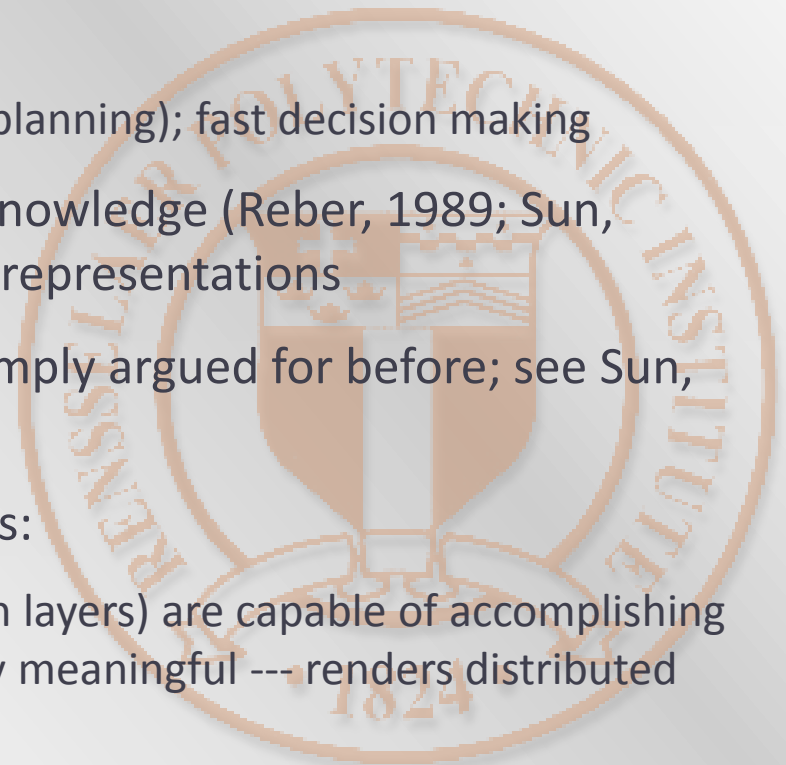 planning); fast decision making
nowledge (Reber, 1989; Sun,
representations
mply argued for before; see Sun,
s:
n layers) are capable of accomplishing
y meaningful --- renders distributed
RENSSELAER POLYTECHNIC INSTITUTE
1824